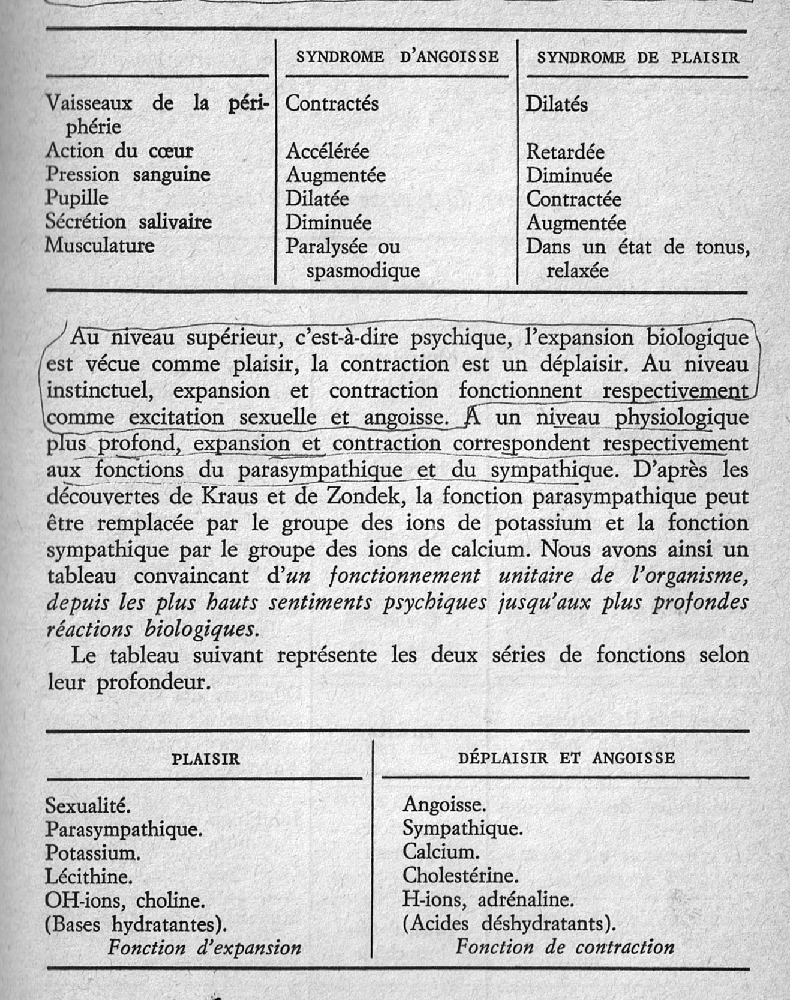 SYNDROME D'ANGOISSE SYNDROME DE PLAISIR
Vaisseaux de la péri- Contractés Dilatés
phérie
Action du cœur Accélérée Retardée
Pression sanguine Augmentée Diminuée
Pupille Dilatée Contractée
Sécrétion salivaire Diminuée Augmentée
Musculature Paralysée ou Dans un état de tonus,
spasmodique relaxée
Au niveau supérieur, c'est-à-dire psychique, l'expansion biologique
est vécue comme plaisir, la contraction est un déplaisir. Au niveau
instinctuel, expansion et contraction fonctionnent respectivement
comme excitation sexuelle et angoisse. A un niveau physiologique
plus profond, expansion et contraction correspondent respectivement
aux fonctions du parasympathique et du sympathique. D'après les
découvertes de Kraus et de Zondek, la fonction parasympathique peut
être remplacée par le groupe des ions de potassium et la fonction
sympathique par le groupe des ions de calcium. Nous avons ainsi un
tableau convaincant d'un fonctionnement unitaire de l'organisme,
depuis les plus hauts sentiments psychiques jusqu'aux plus profondes
réactions biologiques.
Le tableau suivant représente les deux séries de fonctions selon
leur profondeur.
PLAISIR DÉPLAISIR ET ANGOISSE
Sexualité. Angoisse.
Parasympathique. Sympathique.
Potassium. Calcium.
Lécithine. Cholestérine.
OH-ions, choline. H-ions, adrénaline.
(Bases hydratantes). (Acides déshydratants).
Fonction d'expansion Fonction de contraction